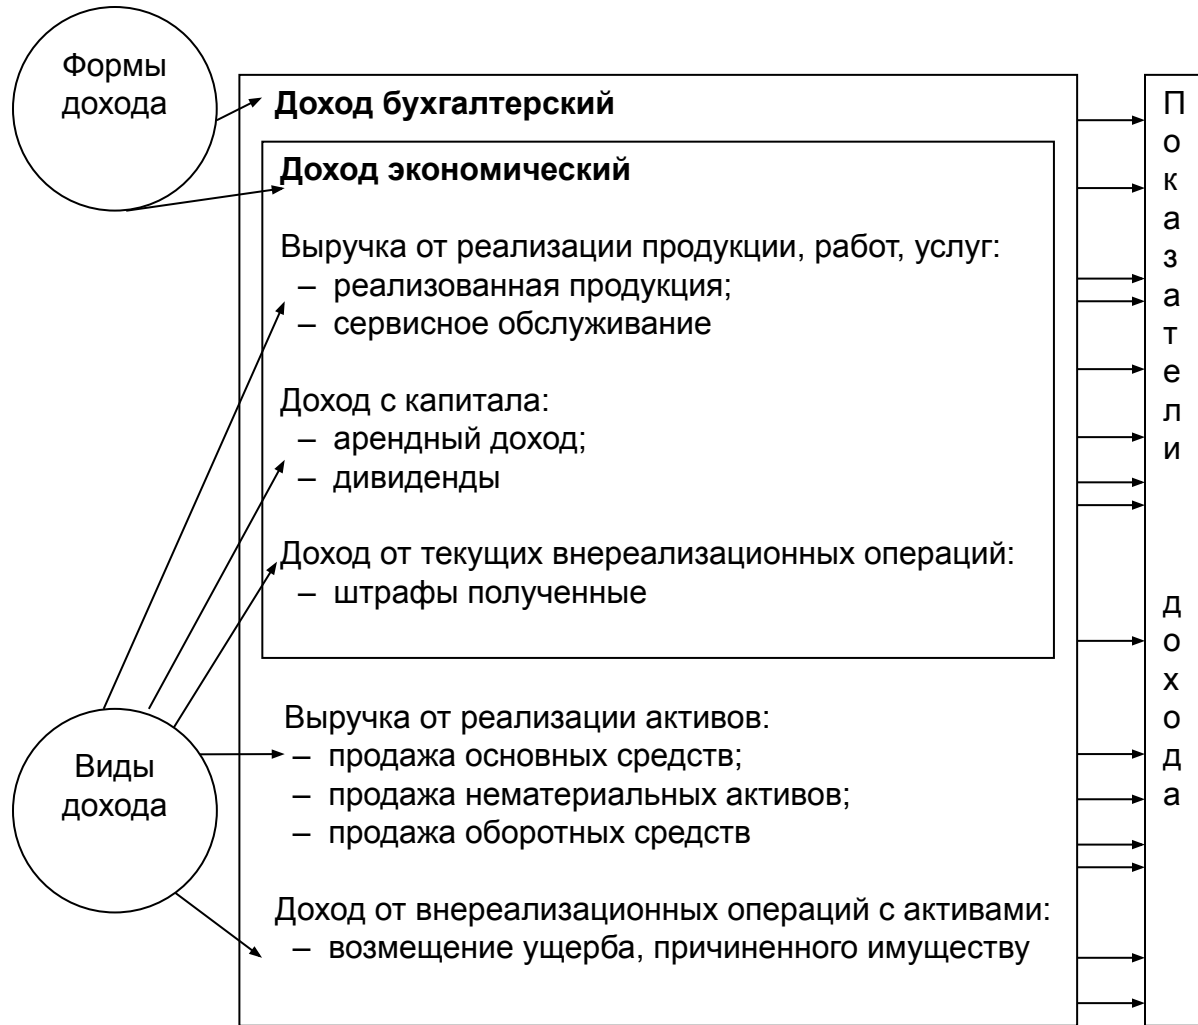 Формы
дохода
Доход бухгалтерский
Доход экономический
Выручка от реализации продукции, работ, услуг:
– реализованная продукция;
– сервисное обслуживание
Доход с капитала:
– арендный доход;
– дивиденды
Доход от текущих внереализационных операций:
– штрафы полученные
Виды
дохода
Выручка от реализации активов:
– продажа основных средств;
– продажа нематериальных активов;
– продажа оборотных средств
Доход от внереализационных операций с активами:
– возмещение ущерба, причиненного имуществу
Показатели дохода